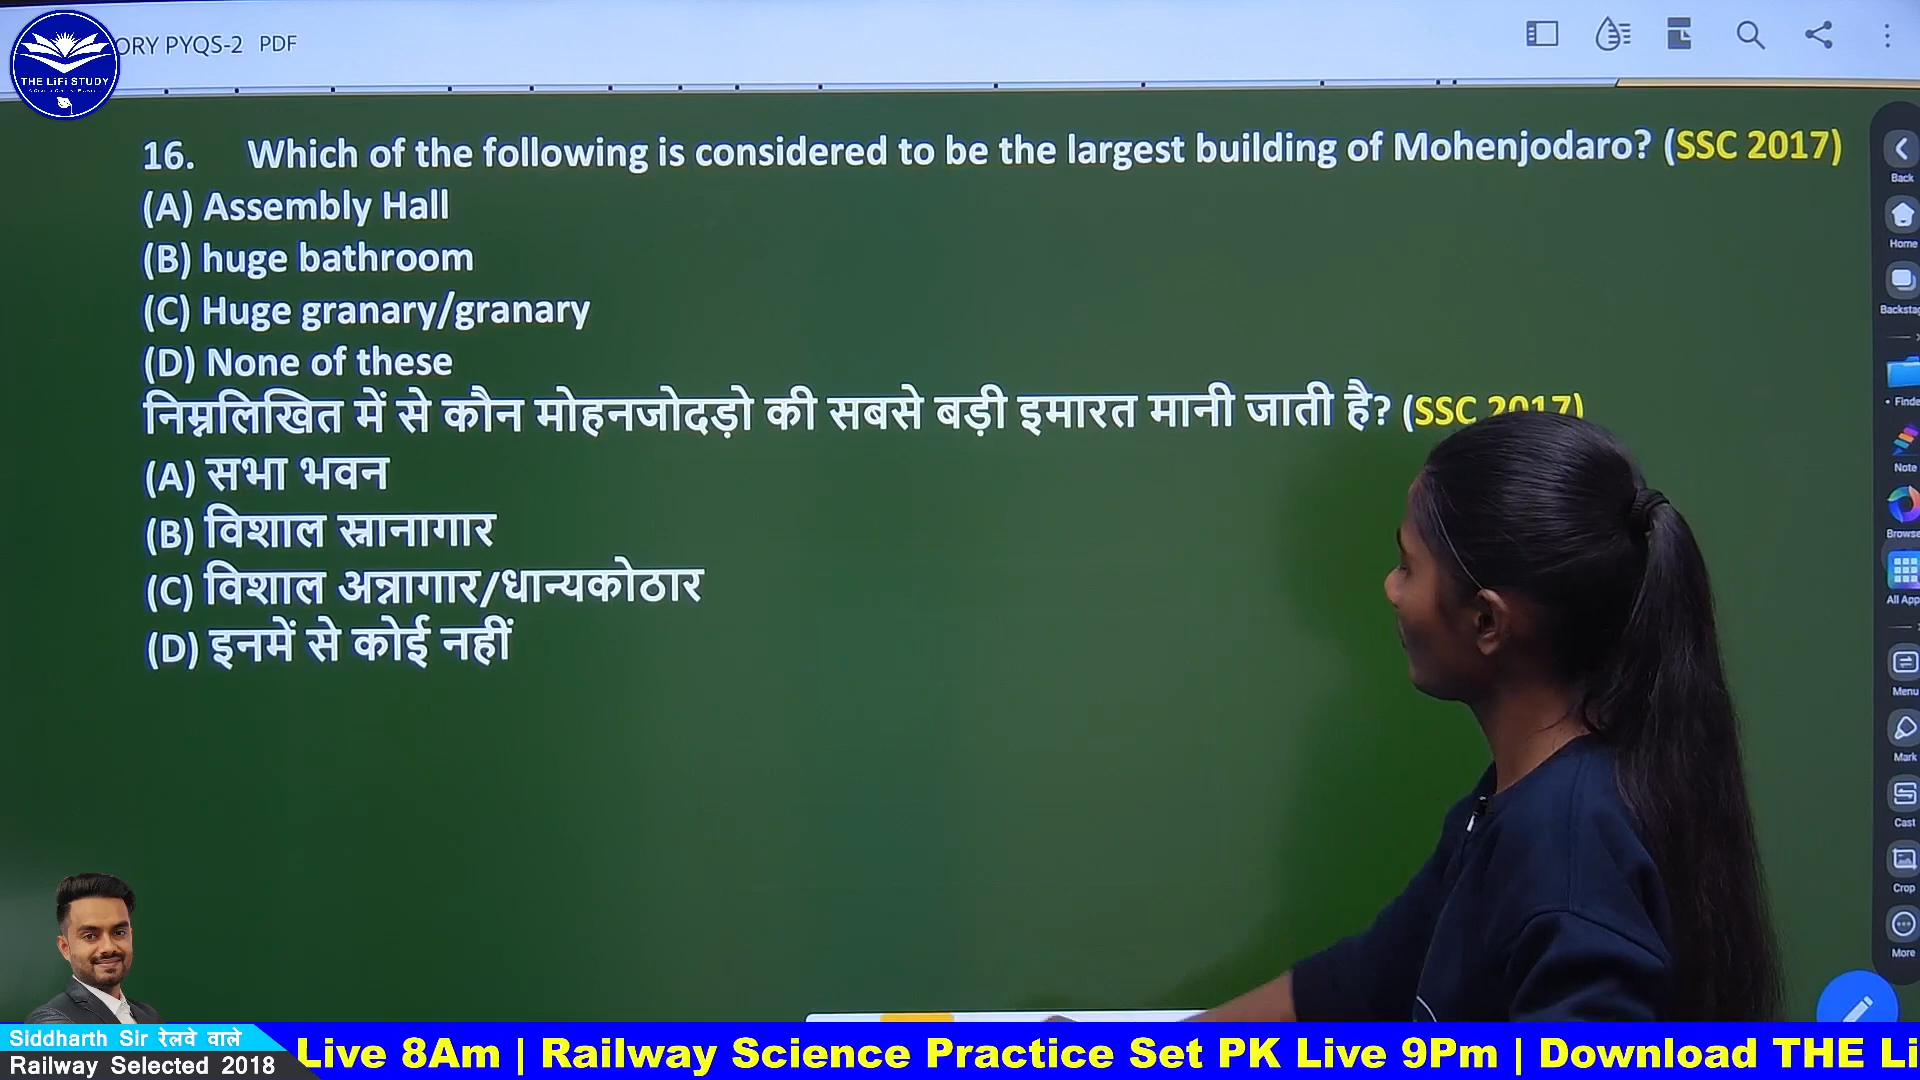 ORY PYQS-2 PDF
THE LiFi STUDY
16. Which of the following is considered to be the largest building of Mohenjodaro? (SSC 2017)
(A) Assembly Hall
(B) huge bathroom
(C) Huge granary/granary
(D) None of these
निम्नलिखित में से कौन मोहनजोदड़ो की सबसे बड़ी इमारत मानी जाती है? (SSC 2017)
(A) सभा भवन
(B) विशाल स्नानागार
(C) विशाल अन्नागार/धान्यकोठार
(D) इनमें से कोई नहीं
Back
Home
Backstag
Finde
Note
Browse
All App
Menu
Mark
Cast
Crop
More
Siddharth Sir रेलवे वाले
Railway Selected 2018
Live 8Am | Railway Science Practice Set PK Live 9Pm | Download THE Li